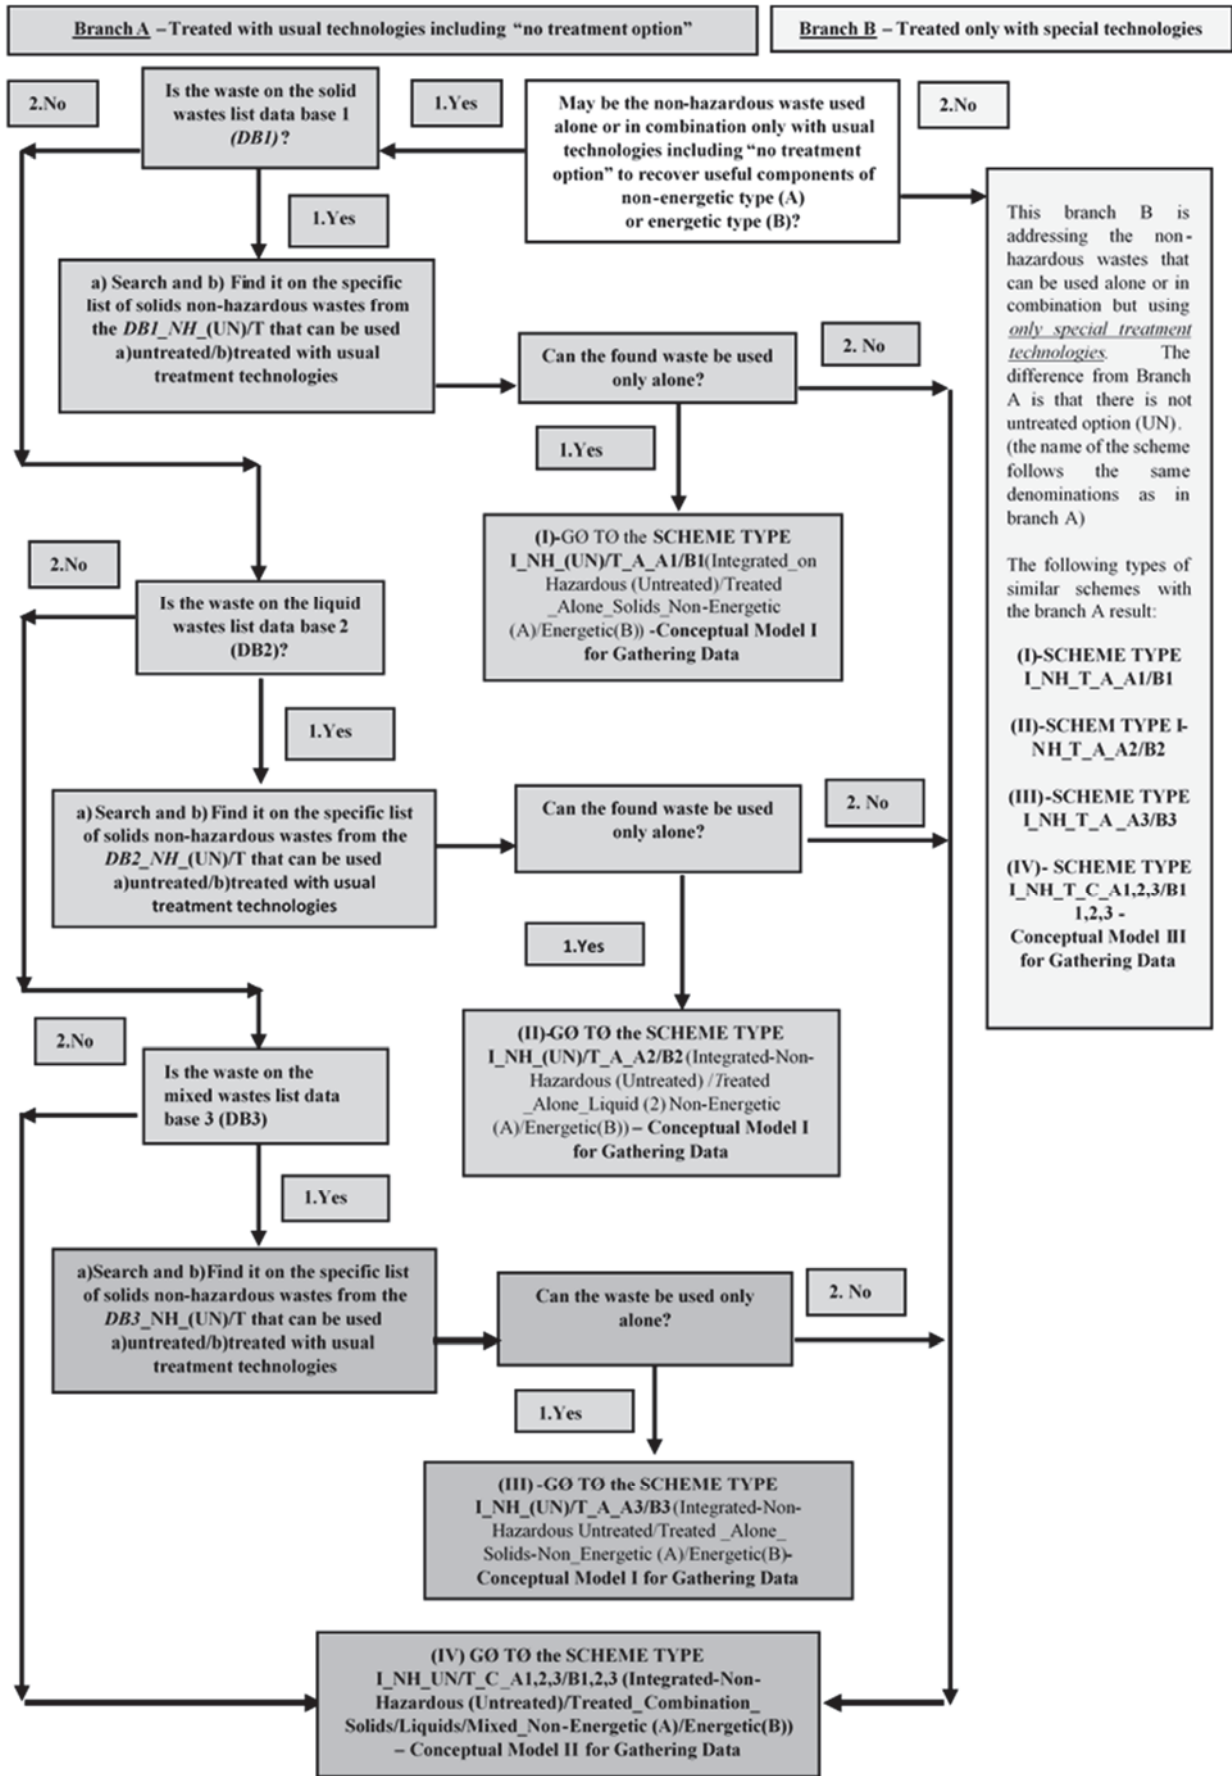 Branch A – Treated with usual technologies including “no treatment option”
Branch B – Treated only with special technologies
2.No
Is the waste on the solid
wastes list data base 1
(DB1)?
1.Yes
May be the non-hazardous waste used
alone or in combination only with usual
technologies including “no treatment
option” to recover useful components of
non-energetic type (A)
or energetic type (B)?
2.No
1.Yes
a) Search and b) Find it on the specific
list of solids non-hazardous wastes from
the DB1_NH_(UN)/T that can be used
a)untreated/b)treated with usual
treatment technologies
Can the found waste be used
only alone?
2. No
1.Yes
(I)-GØ TØ the SCHEME TYPE
I_NH_(UN)/T_A_A1/B1(Integrated_on
Hazardous (Untreated)/Treated
_Alone_Solids_Non-Energetic
(A)/Energetic(B)) -Conceptual Model I
for Gathering Data
This branch B is
addressing the non-
hazardous wastes that
can be used alone or in
combination but using
only special treatment
technologies. The
difference from Branch
A is that there is not
untreated option (UN).
(the name of the scheme
follows the same
denominations as in
branch A)
The following types of
similar schemes with
the branch A result:
(I)-SCHEME TYPE
I_NH_T_A_A1/B1
(II)-SCHEM TYPE I-
NH_T_A_A2/B2
(III)-SCHEME TYPE
I_NH_T_A _A3/B3
(IV)- SCHEME TYPE
I_NH_T_C_A1,2,3/B1
1,2,3 -
Conceptual Model III
for Gathering Data
2.No
Is the waste on the liquid
wastes list data base 2
(DB2)?
1.Yes
a) Search and b) Find it on the specific list
of solids non-hazardous wastes from the
DB2_NH_(UN)/T that can be used
a)untreated/b)treated with usual
treatment technologies
Can the found waste be used
only alone?
2. No
1.Yes
(II)-GØ TØ the SCHEME TYPE
I_NH_(UN)/T_A_A2/B2 (Integrated-Non-
Hazardous (Untreated) /Treated
_Alone_Liquid (2) Non-Energetic
(A)/Energetic(B)) – Conceptual Model I
for Gathering Data
2.No
Is the waste on the
mixed wastes list data
base 3 (DB3)
1.Yes
a)Search and b)Find it on the specific list
of solids non-hazardous wastes from the
DB3_NH_(UN)/T that can be used
a)untreated/b)treated with usual
treatment technologies
Can the waste be used only
alone?
2. No
1.Yes
(III) -GØ TØ the SCHEME TYPE
I_NH_(UN)/T_A_A3/B3 (Integrated-Non-
Hazardous Untreated/Treated _Alone_
Solids-Non_Energetic (A)/Energetic(B)-
Conceptual Model I for Gathering Data
(IV) GØ TØ the SCHEME TYPE
I_NH_UN/T_C_A1,2,3/B1,2,3 (Integrated-Non-
Hazardous (Untreated)/Treated_Combination_
Solids/Liquids/Mixed_Non-Energetic (A)/Energetic(B))
– Conceptual Model II for Gathering Data